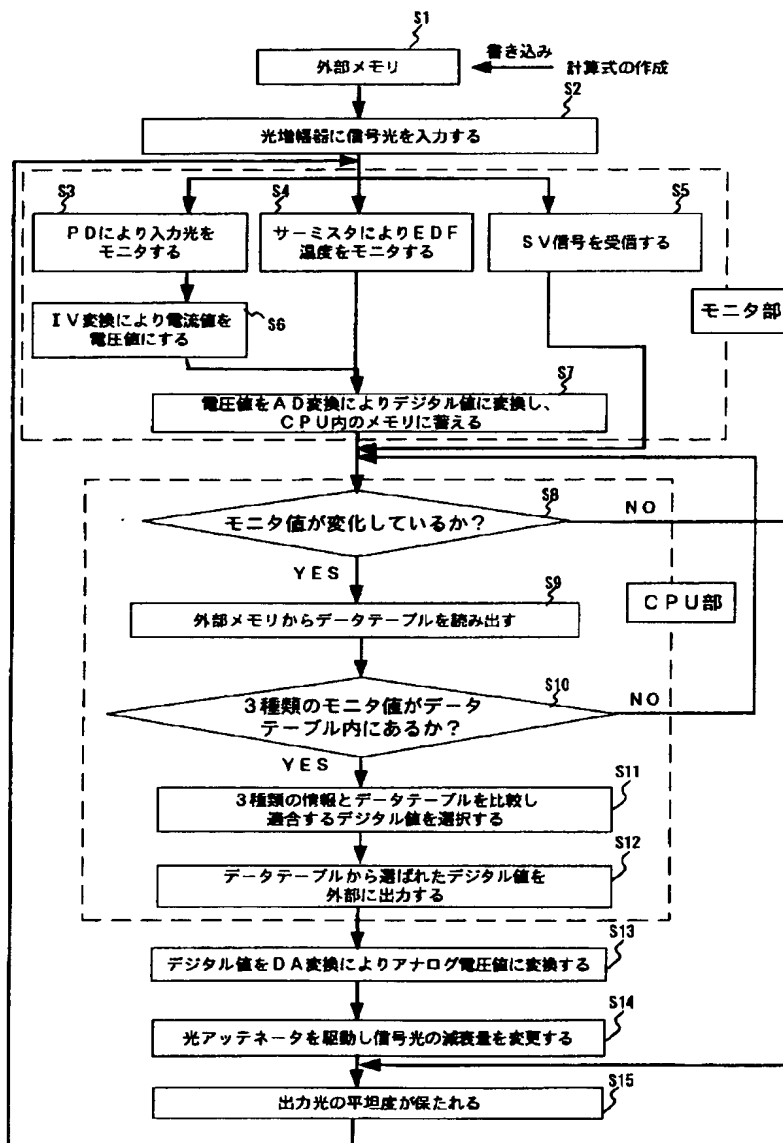 S1
外部メモリ
書き込み
計算式の作成
S2
光増幅器に信号光を入力する
S3
PDにより入力光を
モニタする
S4
サーミスタによりEDF
温度をモニタする
S5
SV信号を受信する
IV変換により電流値を
電圧値にする
S6
モニタ部
S7
電圧値をAD変換によりデジタル値に変換し、
CPU内のメモリに蓄える
S8
モニタ値が変化しているか?
NO
YES
S9
外部メモリからデータテーブルを読み出す
CPU部
S10
3種類のモニタ値がデータ
テーブル内にあるか?
NO
YES
S11
3種類の情報とデータテーブルを比較し
適合するデジタル値を選択する
S12
データテーブルから選ばれたデジタル値を
外部に出力する
S13
デジタル値をDA変換によりアナログ電圧値に変換する
S14
光アッテネータを駆動し信号光の減衰量を変更する
S15
出力光の平坦度が保たれる